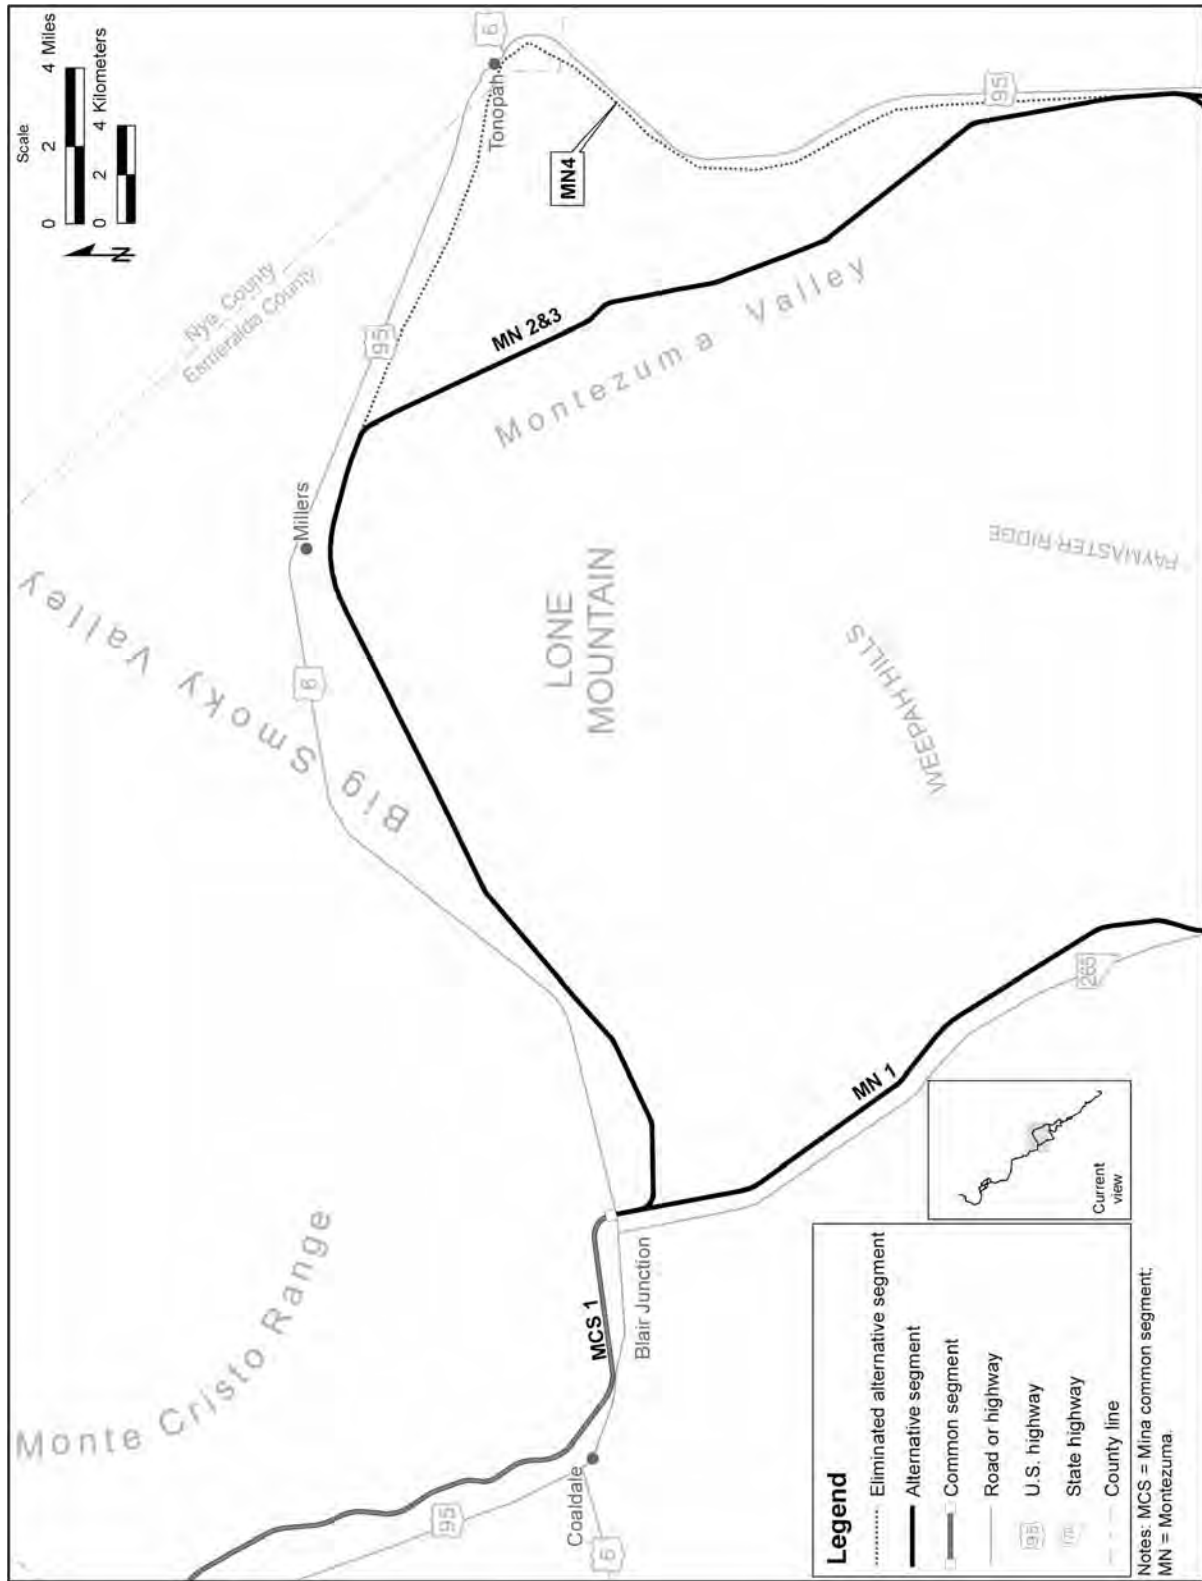 Scale
0 2 4 Miles
0 2 4 Kilometers
N
Monte Cristo Range
Big Smoky Valley
Nye County
Esmeralda County
Millers
6
95
6
Tonopah
MN4
95
MN 2&3
Montezuma Valley
LONE
MOUNTAIN
WEEPAH HILLS
PAYMASTER RIDGE
95
Coaldale
6
MCS 1
Blair Junction
MN 1
265
Current
view
Legend
Eliminated alternative segment
Alternative segment
Common segment
Road or highway
95
U.S. highway
State highway
County line
Notes: MCS = Mina common segment;
MN = Montezuma.